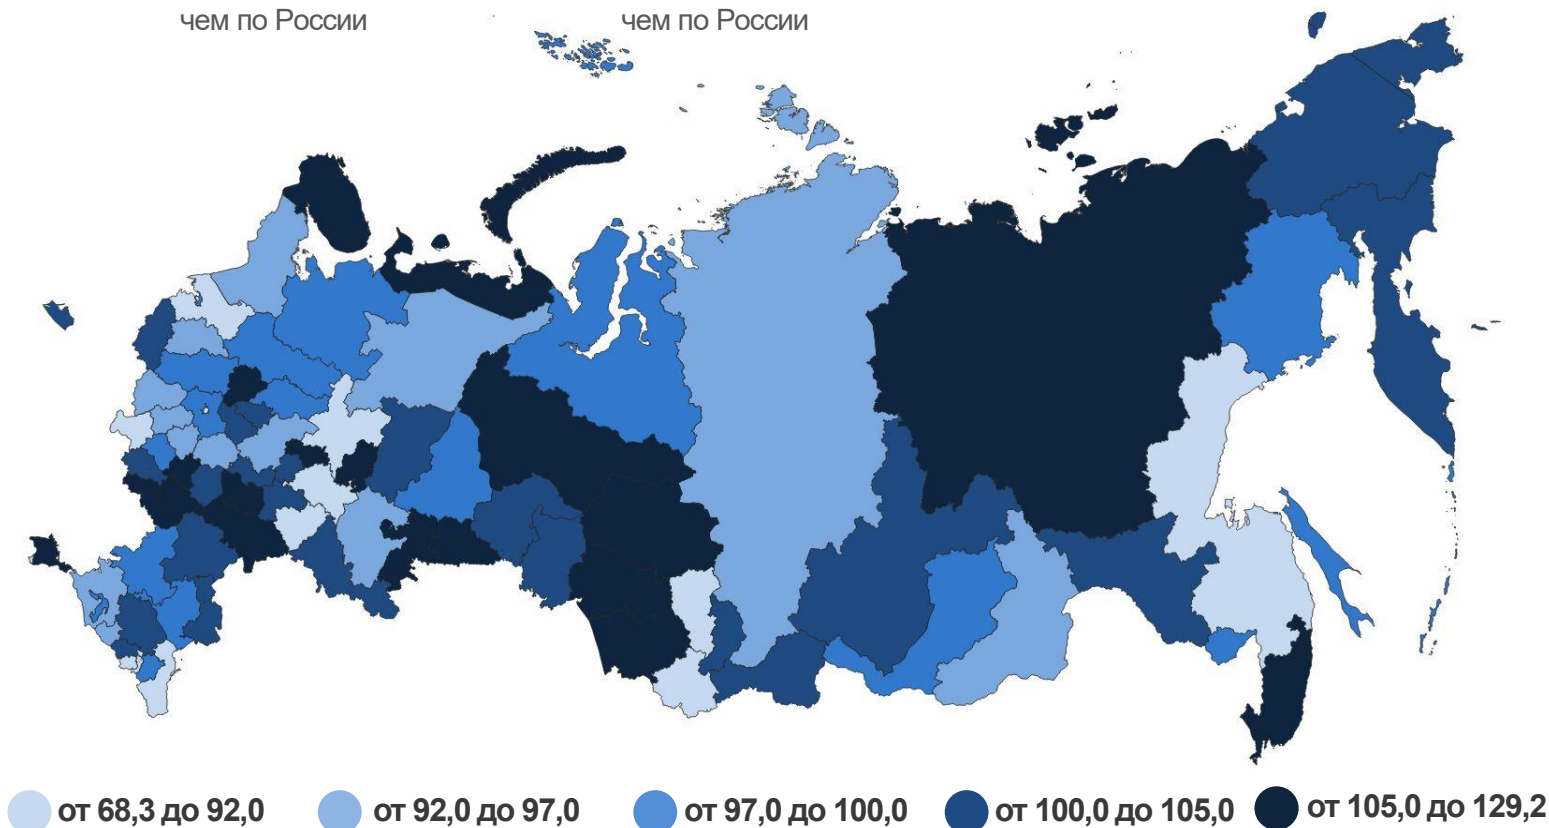 чем по России
чем по России
от 68,3 до 92,0
от 92,0 до 97,0
от 97,0 до 100,0
от 100,0 до 105,0
от 105,0 до 129,2